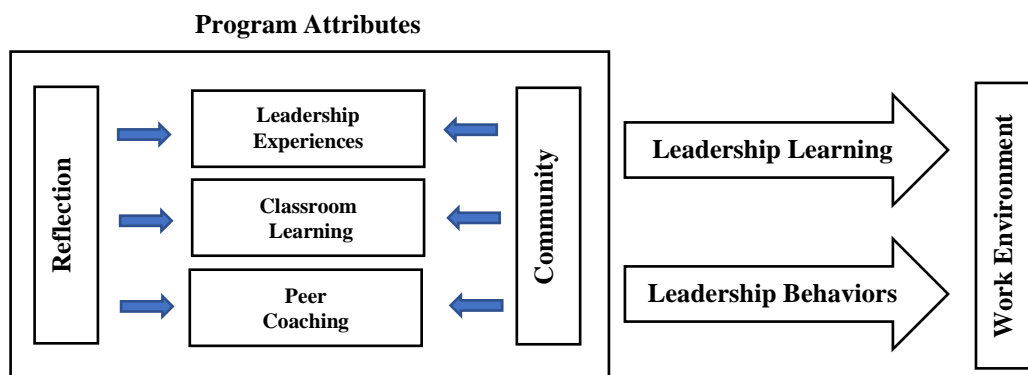 Program Attributes
Reflection
Leadership
Experiences
Classroom
Learning
Peer
Coaching
Community
Leadership Learning
Leadership Behaviors
Work Environment